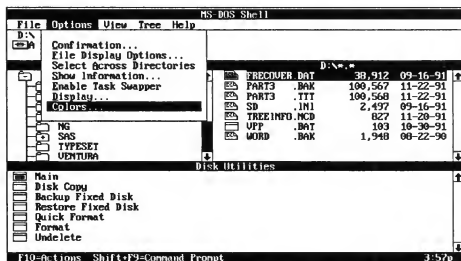 MS-DOS Shell
File Options View Tree Help
D:\
A
Confirmation...
File Display Options...
Select Across Directories
Show Information...
Enable Task Swapper
Display...
Colors...
NG
SAS
TYPESET
VENTURA
D:\*.*
FRECOVER.DAT 38,912 09-16-91
PART3 .BAK 100,567 11-22-91
PART3 .TTT 100,568 11-22-91
SD .INI 2,497 09-16-91
TREEINFO.NCD 827 11-20-91
VPP .BAT 103 10-30-91
WORD .BAK 1,948 08-22-90
Disk Utilities
Main
Disk Copy
Backup Fixed Disk
Restore Fixed Disk
Quick Format
Format
Undelete
F10=Actions Shift+F9=Command Prompt 3:57p